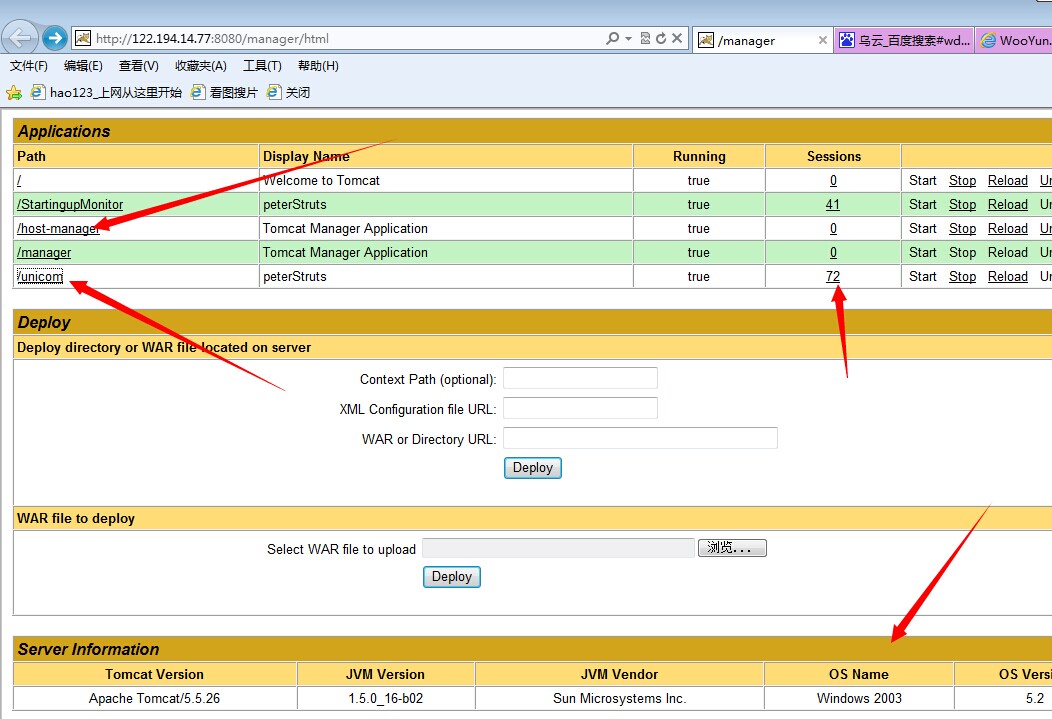 http://122.194.14.77:8080/manager/html
/manager
乌云_百度搜索#wd...
WooYun.
文件(F) 编辑(E) 查看(V) 收藏夹(A) 工具(T) 帮助(H)
hao123_上网从这里开始 看图搜片 关闭
Applications
Path Display Name Running Sessions
/ Welcome to Tomcat true 0 Start Stop Reload Un
/StartingupMonitor peterStruts true 41 Start Stop Reload Un
/host-manager Tomcat Manager Application true 0 Start Stop Reload Un
/manager Tomcat Manager Application true 0 Start Stop Reload Un
/unicom peterStruts true 72 Start Stop Reload Un
Deploy
Deploy directory or WAR file located on server
Context Path (optional):
XML Configuration file URL:
WAR or Directory URL:
Deploy
WAR file to deploy
Select WAR file to upload 浏览...
Deploy
Server Information
Tomcat Version JVM Version JVM Vendor OS Name OS Versi
Apache Tomcat/5.5.26 1.5.0_16-b02 Sun Microsystems Inc. Windows 2003 5.2